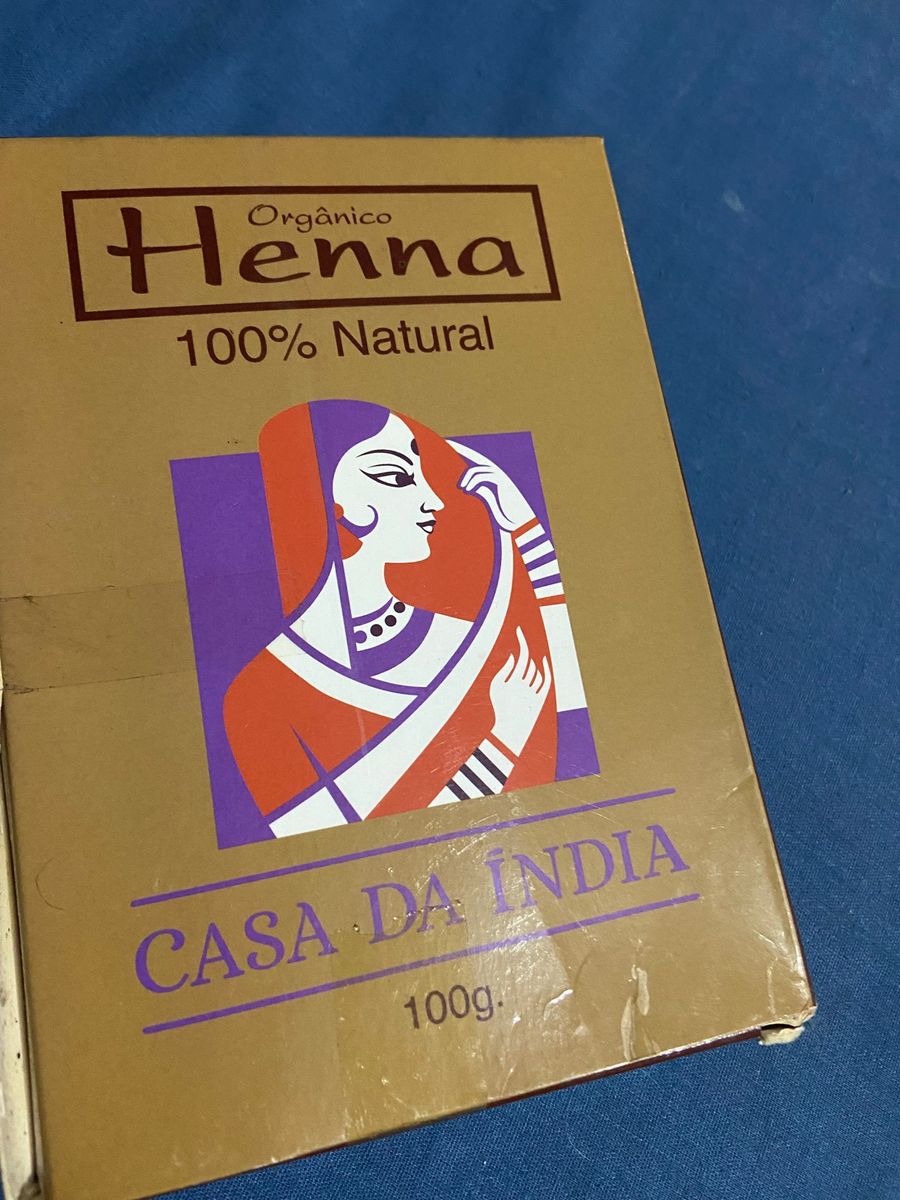 Orgânico
Henna
100% Natural
CASA DA ÍNDIA
100g.